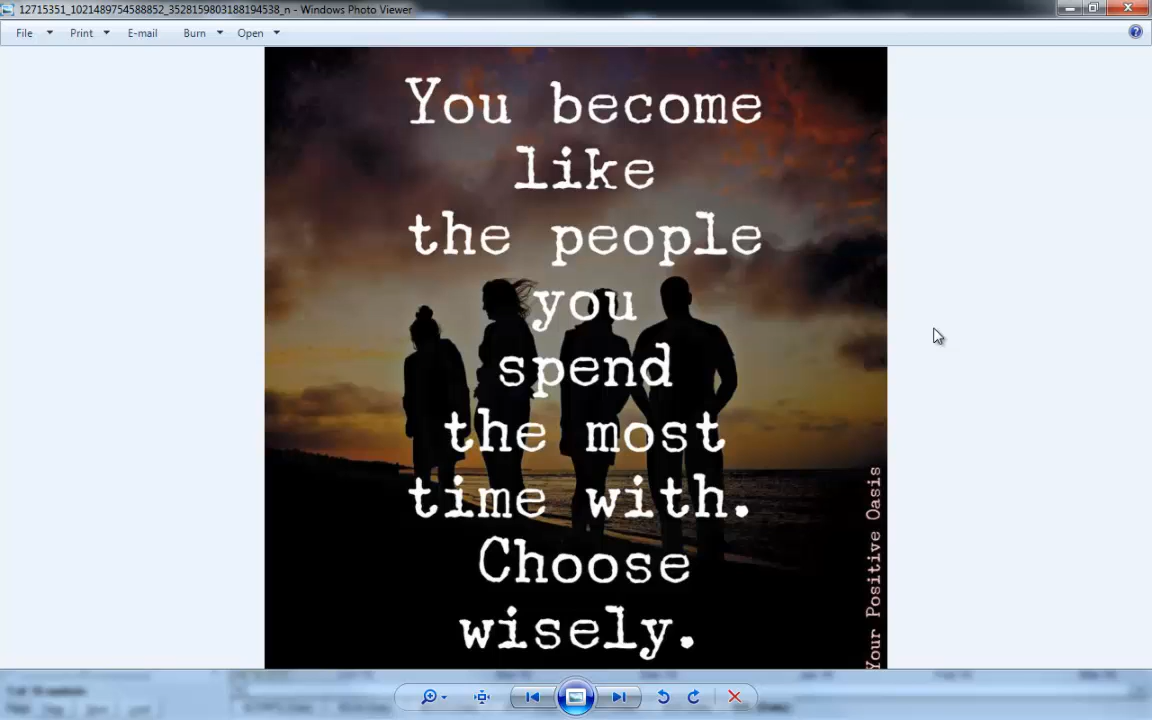 12715351_1021489754588852_3528159803188194538_n - Windows Photo Viewer
File Print E-mail Burn Open
You become
like
the people
you
spend
the most
time with.
Choose
wisely.
Your Positive Oasis